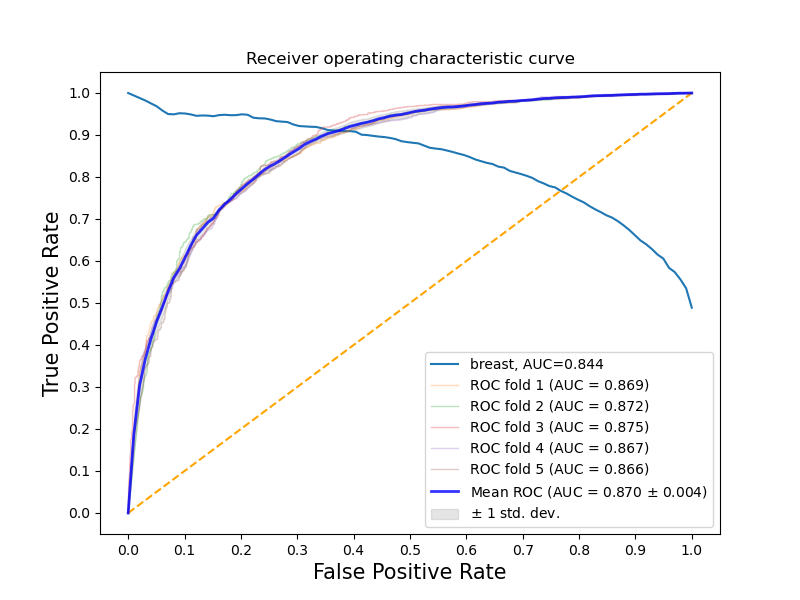 Receiver operating characteristic curve
True Positive Rate
1.0
0.9
0.8
0.7
0.6
0.5
0.4
0.3
0.2
0.1
0.0
breast, AUC=0.844
ROC fold 1 (AUC = 0.869)
ROC fold 2 (AUC = 0.872)
ROC fold 3 (AUC = 0.875)
ROC fold 4 (AUC = 0.867)
ROC fold 5 (AUC = 0.866)
Mean ROC (AUC = 0.870 ± 0.004)
± 1 std. dev.
0.0 0.1 0.2 0.3 0.4 0.5 0.6 0.7 0.8 0.9 1.0
False Positive Rate